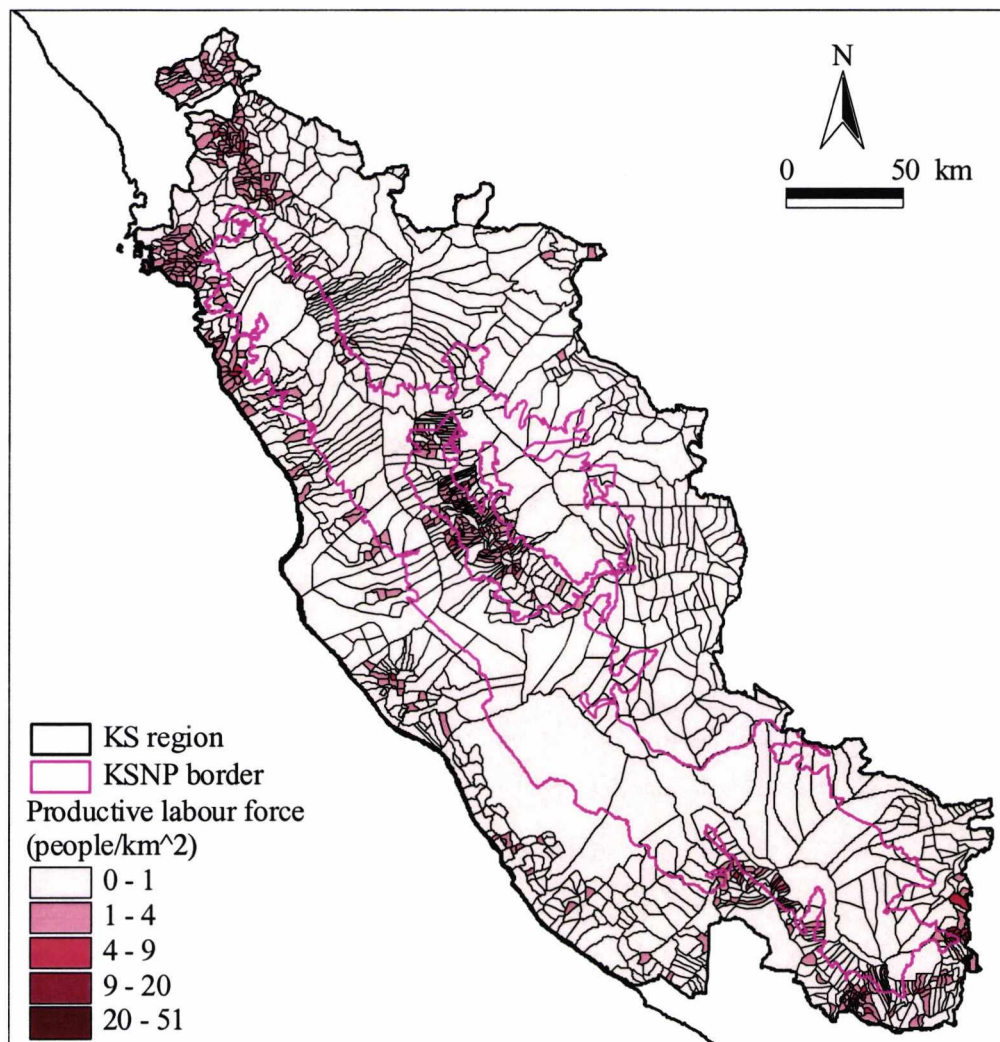 N
0 50 km
KS region
KSNP border
Productive labour force
(people/km^2)
0 - 1
1 - 4
4 - 9
9 - 20
20 - 51